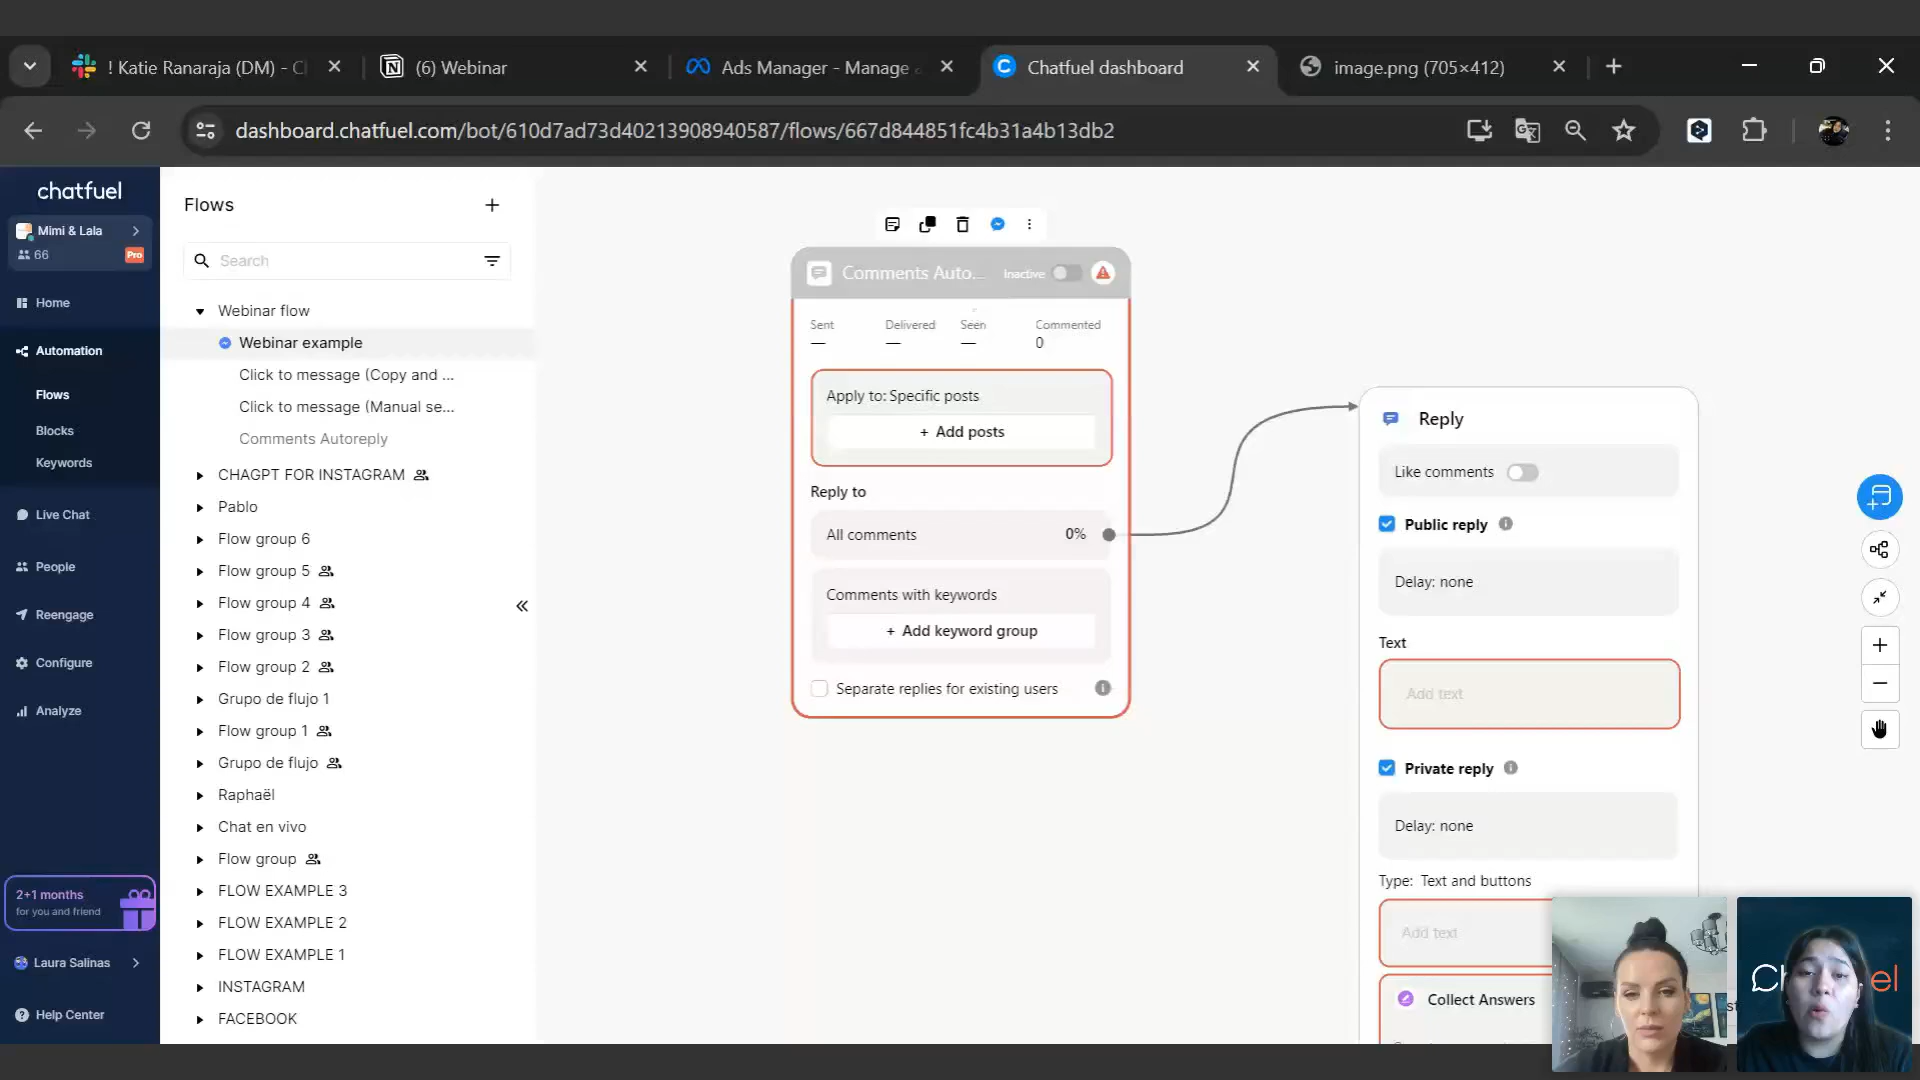 ! Katie Ranaraja (DM) - Cl
(6) Webinar
Ads Manager - Manage
Chatfuel dashboard
image.png (705×412)
dashboard.chatfuel.com/bot/610d7ad73d40213908940587/flows/667d844851fc4b31a4b13db2
chatfuel
Mimi & Lala
66
Pro
Home
Automation
Flows
Blocks
Keywords
Live Chat
People
Reengage
Configure
Analyze
2+1 months
for you and friend
Laura Salinas
Help Center
Flows
Search
Webinar flow
Webinar example
Click to message (Copy and ...
Click to message (Manual se...
Comments Autoreply
CHAGPT FOR INSTAGRAM
Pablo
Flow group 6
Flow group 5
Flow group 4
Flow group 3
Flow group 2
Grupo de flujo 1
Flow group 1
Grupo de flujo
Raphaël
Chat en vivo
Flow group
FLOW EXAMPLE 3
FLOW EXAMPLE 2
FLOW EXAMPLE 1
INSTAGRAM
FACEBOOK
Comments Auto...
Inactive
Sent Delivered Seen Commented
— — — 0
Apply to: Specific posts
+ Add posts
Reply to
All comments 0%
Comments with keywords
+ Add keyword group
Separate replies for existing users
Reply
Like comments
Public reply
Delay: none
Text
Add text
Private reply
Delay: none
Type: Text and buttons
Add text
Collect Answers